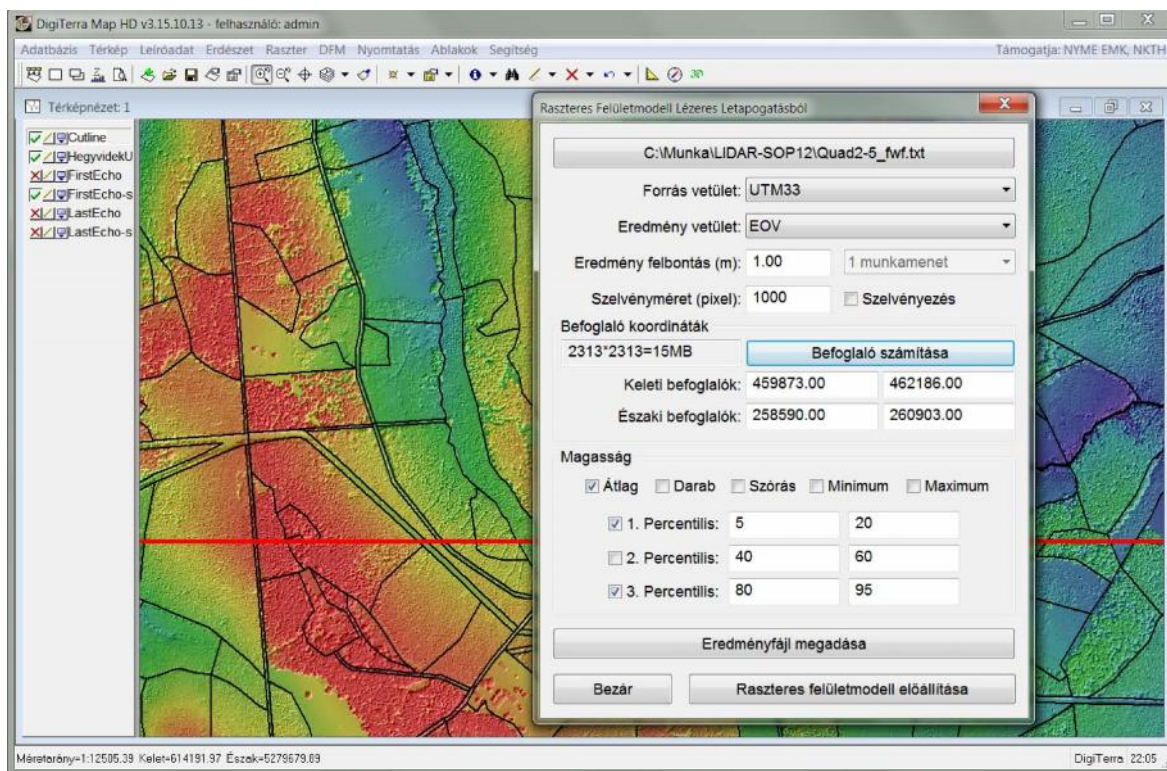 DigiTerra Map HD v3.15.10.13 - felhasználó: admin
Adatbázis Térkép Leíróadat Erdészet Raszter DFM Nyomtatás Ablakok Segítség Támogatja: NYME EMK, NKTH
3D
Térképnézet: 1
Cutline
HegyvidekU
FirstEcho
FirstEcho-s
LastEcho
LastEcho-s
Raszteres Felületmodell Lézeres Letapogatásból
C:\Munka\LIDAR-SOP12\Quad2-5_fwf.txt
Forrás vetület: UTM33
Eredmény vetület: EOV
Eredmény felbontás (m): 1.00 1 munkamenet
Szelvényméret (pixel): 1000 Szelvényezés
Befoglaló koordináták
2313*2313=15MB Befoglaló számítása
Keleti befoglalók: 459873.00 462186.00
Északi befoglalók: 258590.00 260903.00
Magasság
Átlag Darab Szórás Minimum Maximum
1. Percentilis: 5 20
2. Percentilis: 40 60
3. Percentilis: 80 95
Eredményfájl megadása
Bezár Raszteres felületmodell előállítása
Méretarány=1:12505.39 Kelet=614191.97 Észak=5279679.89 DigiTerra 22:05